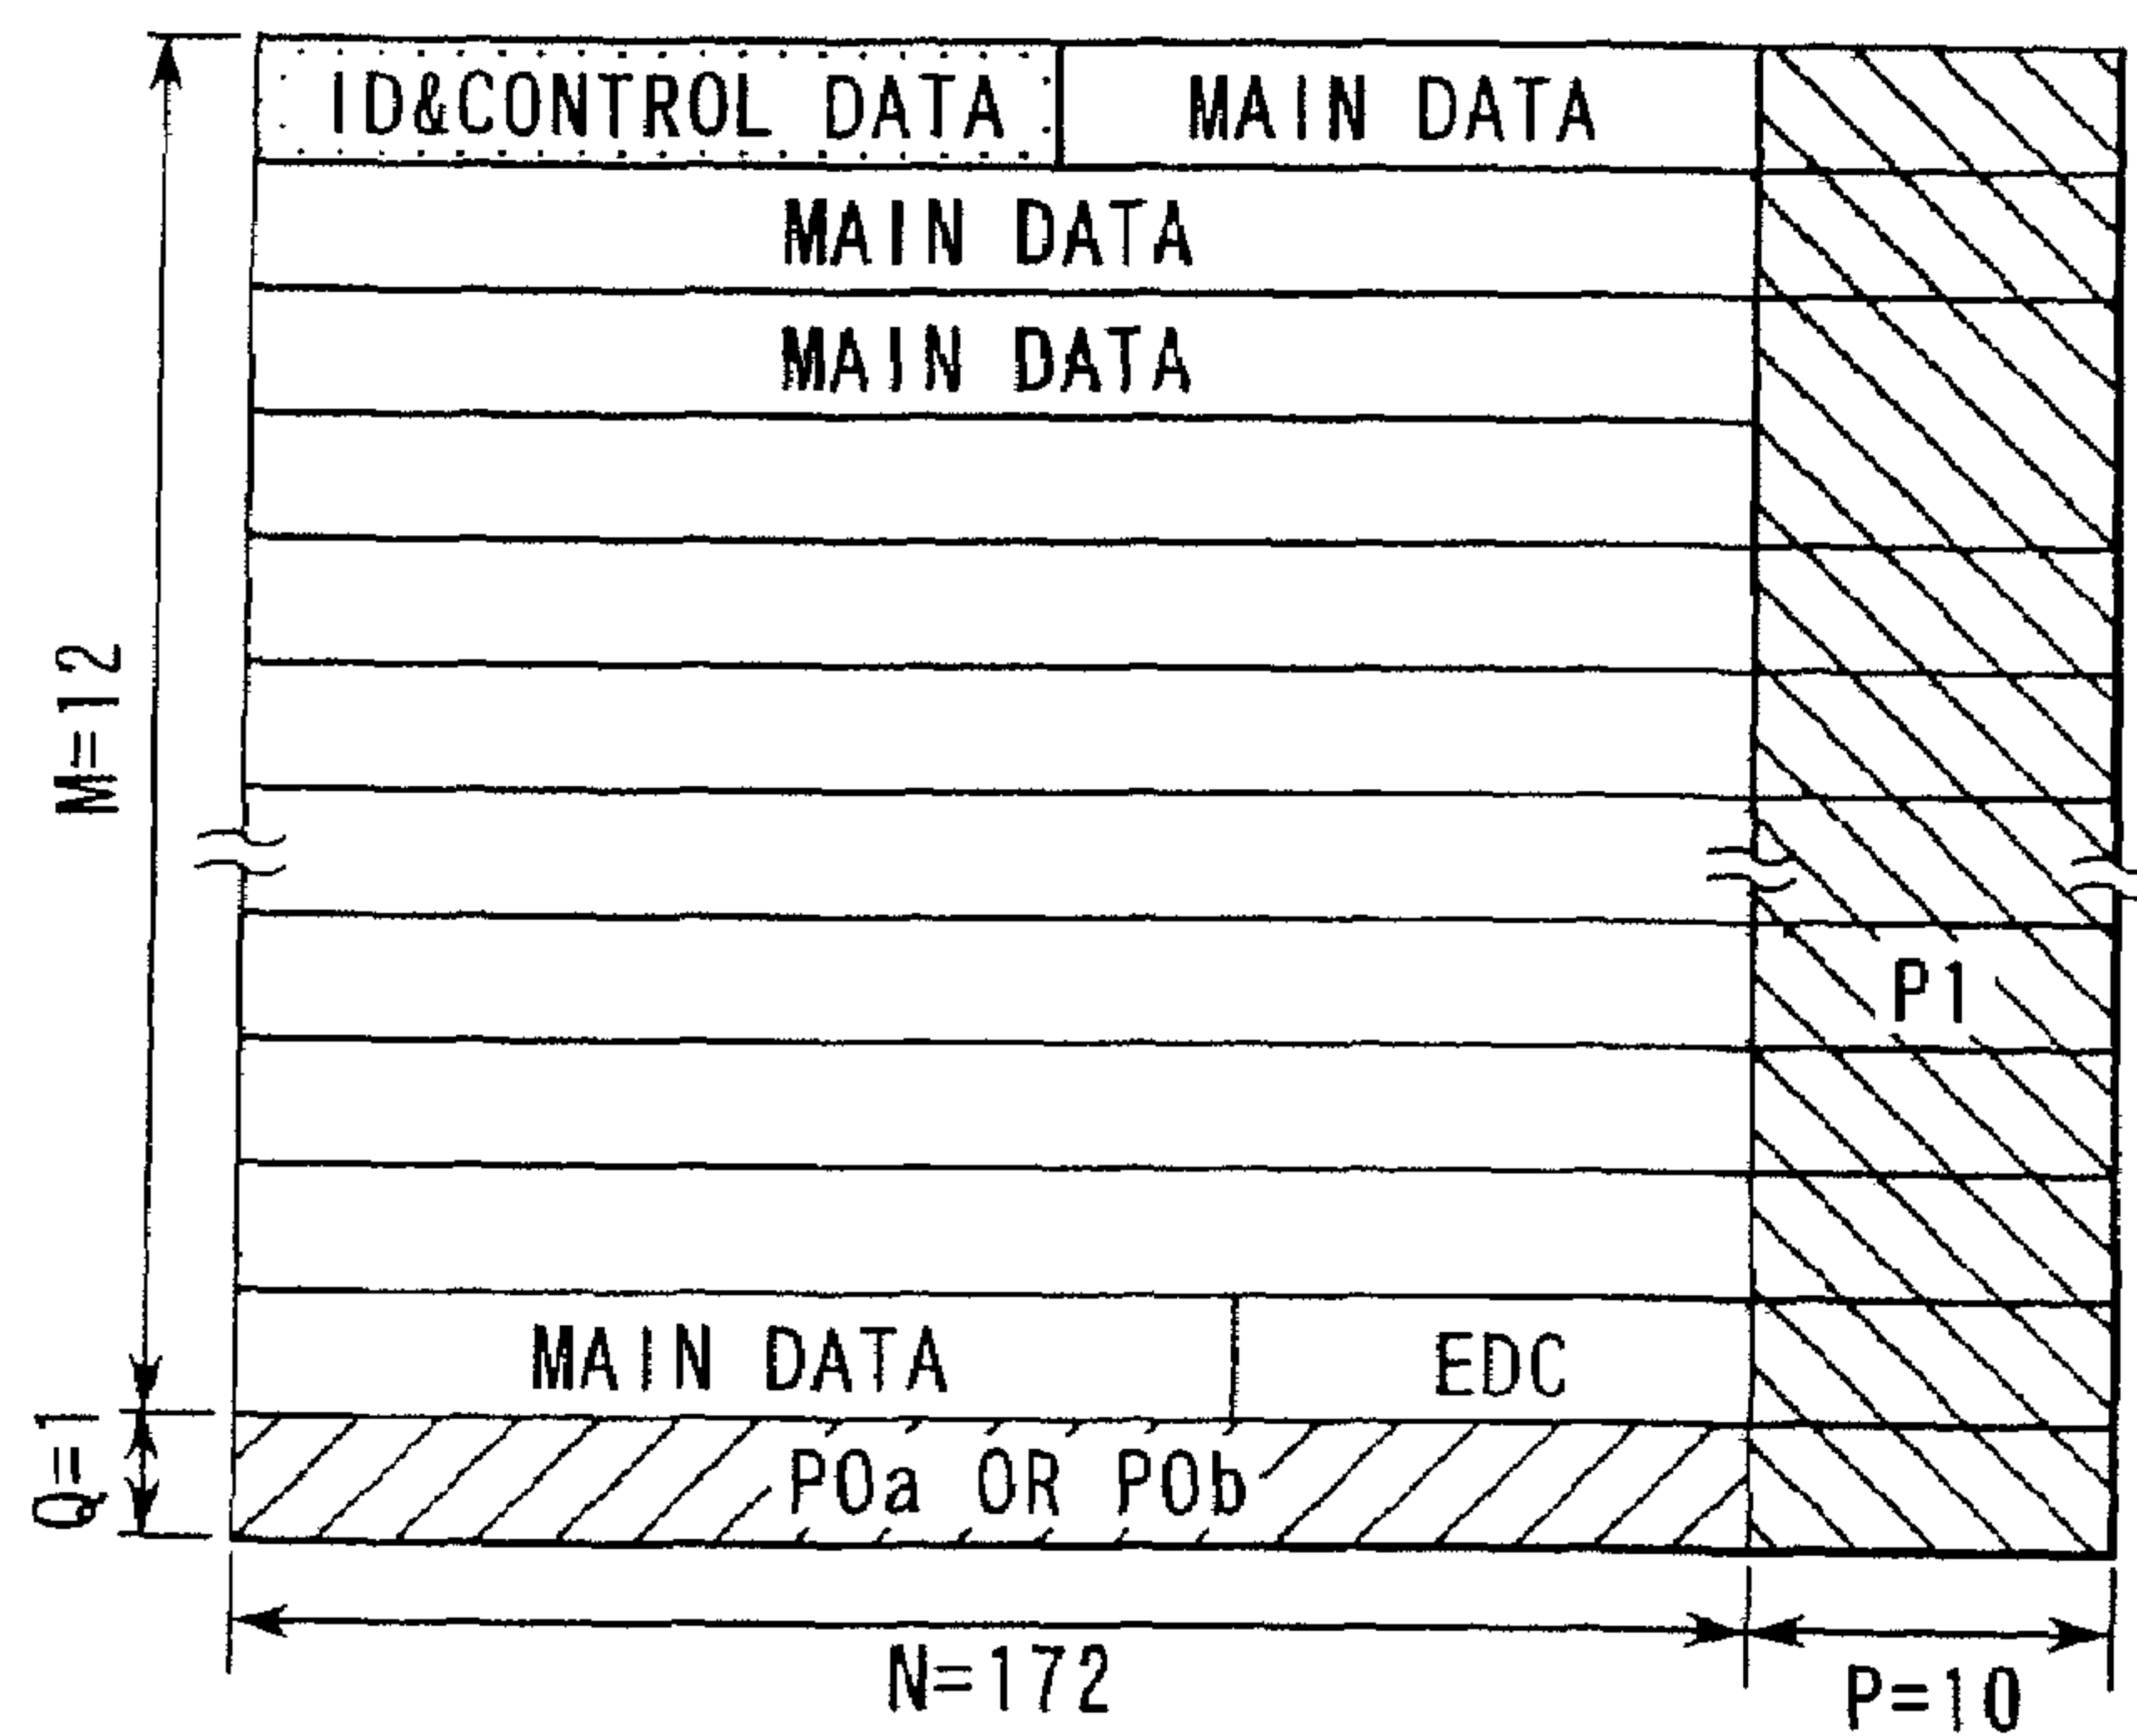 ID&CONTROL DATA MAIN DATA
MAIN DATA
MAIN DATA
M=12
P1
MAIN DATA EDC
Q=1
POa OR POb
N=172
P=10